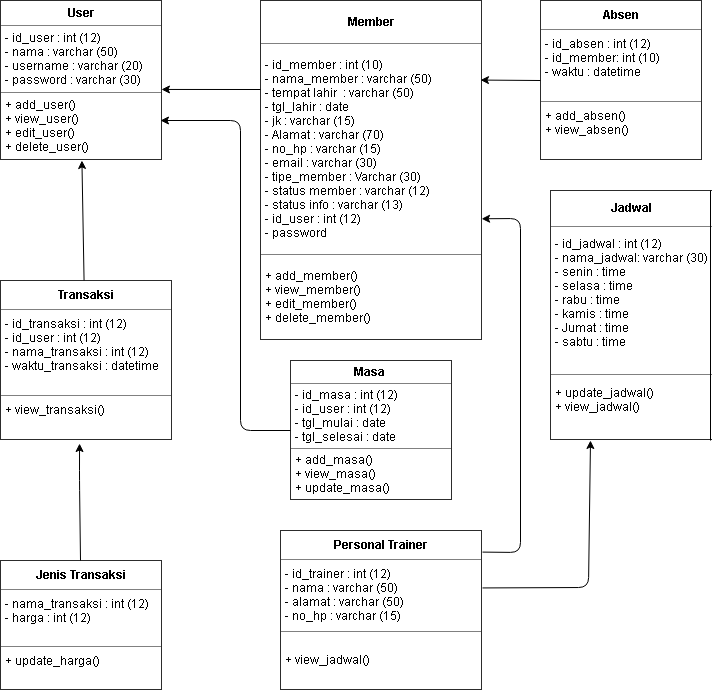 User
- id_user : int (12)
- nama : varchar (50)
- username : varchar (20)
- password : varchar (30)
+ add_user()
+ view_user()
+ edit_user()
+ delete_user()
Member
- id_member : int (10)
- nama_member : varchar (50)
- tempat lahir : varchar (50)
- tgl_lahir : date
- jk : varchar (15)
- Alamat : varchar (70)
- no_hp : varchar (15)
- email : varchar (30)
- tipe_member : Varchar (30)
- status member : varchar (12)
- status info : varchar (13)
- id_user : int (12)
- password
+ add_member()
+ view_member()
+ edit_member()
+ delete_member()
Absen
- id_absen : int (12)
- id_member: int (10)
- waktu : datetime
+ add_absen()
+ view_absen()
Jadwal
- id_jadwal : int (12)
- nama_jadwal: varchar (30)
- senin : time
- selasa : time
- rabu : time
- kamis : time
- Jumat : time
- sabtu : time
+ update_jadwal()
+ view_jadwal()
Transaksi
- id_transaksi : int (12)
- id_user : int (12)
- nama_transaksi : int (12)
- waktu_transaksi : datetime
+ view_transaksi()
Masa
- id_masa : int (12)
- id_user : int (12)
- tgl_mulai : date
- tgl_selesai : date
+ add_masa()
+ view_masa()
+ update_masa()
Jenis Transaksi
- nama_transaksi : int (12)
- harga : int (12)
+ update_harga()
Personal Trainer
- id_trainer : int (12)
- nama : varchar (50)
- alamat : varchar (50)
- no_hp : varchar (15)
+ view_jadwal()